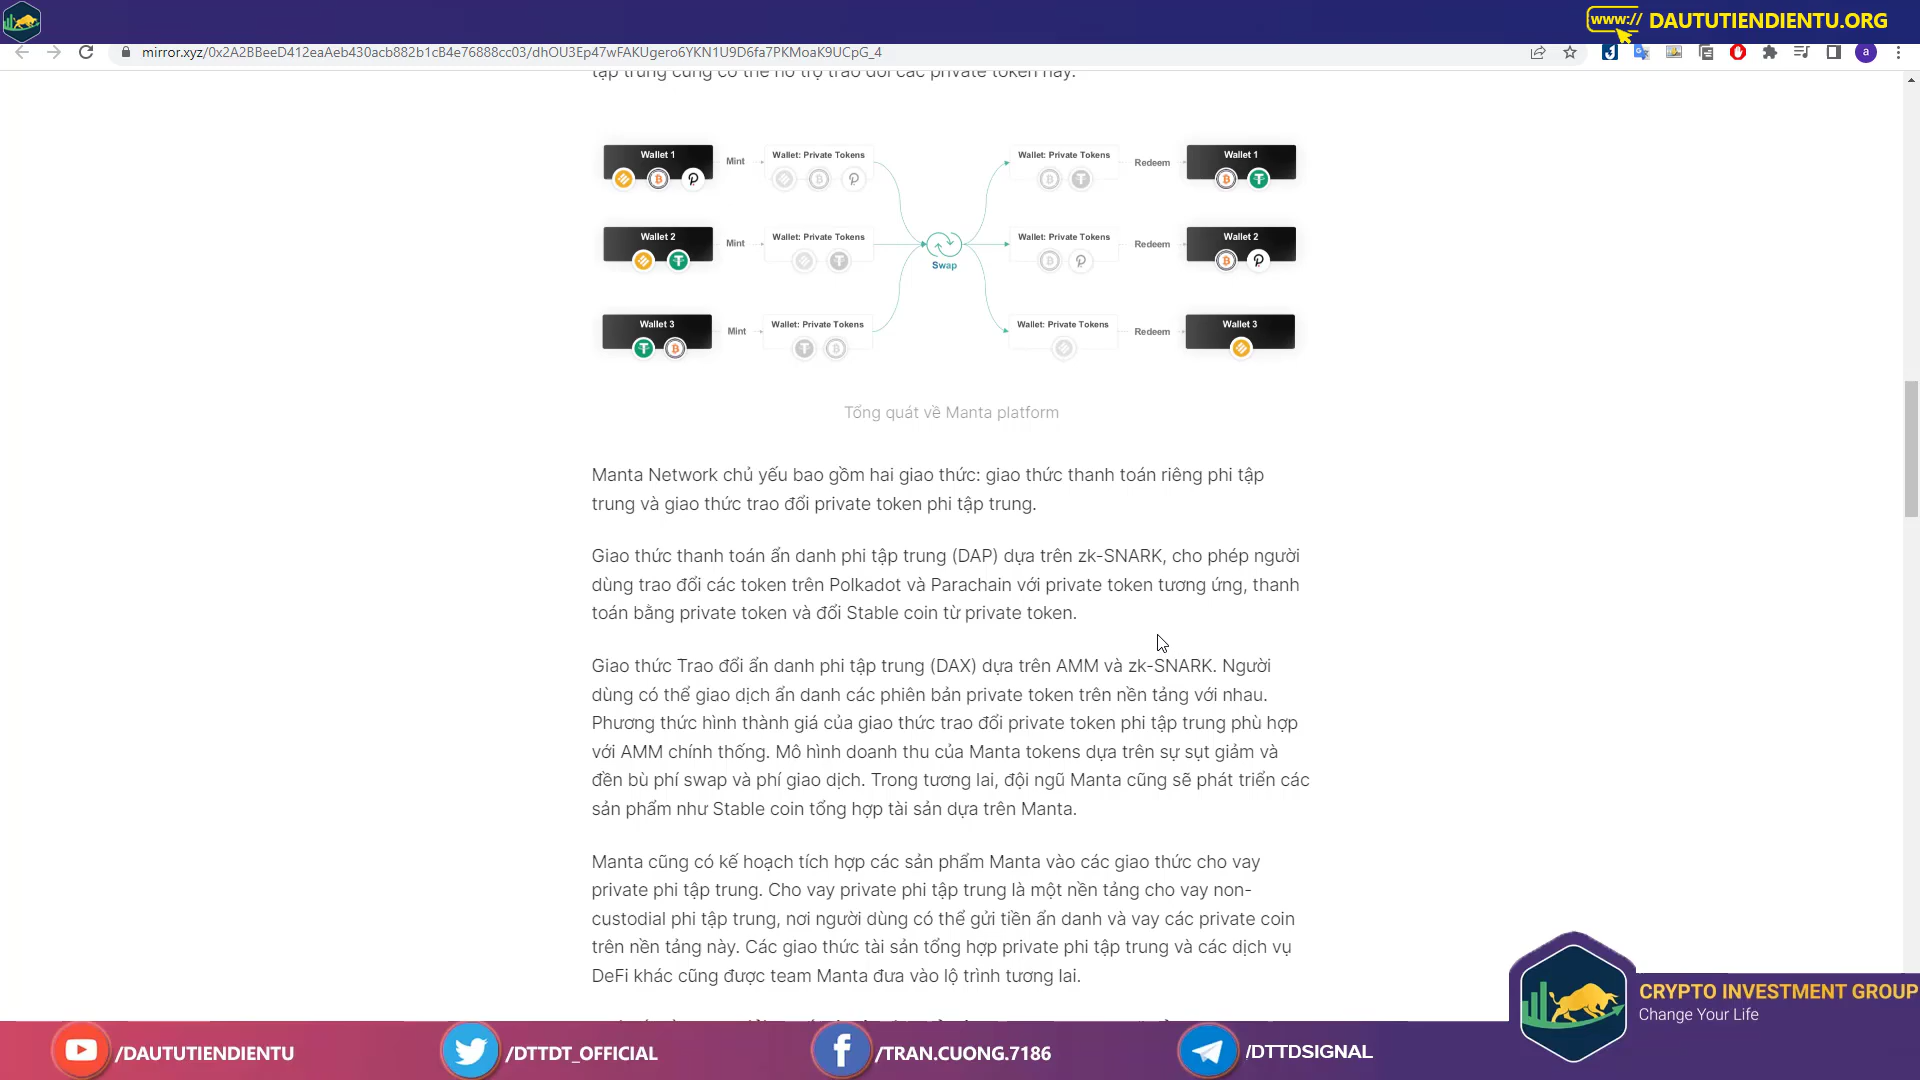 www:// DAUTUTIENDIENTU.ORG
mirror.xyz/0x2A2BBeeD412eaAeb430acb882b1cB4e76888cc03/dhOU3Ep47wFAKUgero6YKN1U9D6fa7PKMoaK9UCpG_4
a
tập trung cũng có thể hỗ trợ trao đổi các private token này.
Wallet 1 Mint Wallet: Private Tokens Wallet: Private Tokens Redeem Wallet 1
Wallet 2 Mint Wallet: Private Tokens Wallet: Private Tokens Redeem Wallet 2
Swap
Wallet 3 Mint Wallet: Private Tokens Wallet: Private Tokens Redeem Wallet 3
Tổng quát về Manta platform
Manta Network chủ yếu bao gồm hai giao thức: giao thức thanh toán riêng phi tập
trung và giao thức trao đổi private token phi tập trung.
Giao thức thanh toán ẩn danh phi tập trung (DAP) dựa trên zk-SNARK, cho phép người
dùng trao đổi các token trên Polkadot và Parachain với private token tương ứng, thanh
toán bằng private token và đổi Stable coin từ private token.
Giao thức Trao đổi ẩn danh phi tập trung (DAX) dựa trên AMM và zk-SNARK. Người
dùng có thể giao dịch ẩn danh các phiên bản private token trên nền tảng với nhau.
Phương thức hình thành giá của giao thức trao đổi private token phi tập trung phù hợp
với AMM chính thống. Mô hình doanh thu của Manta tokens dựa trên sự sụt giảm và
đền bù phí swap và phí giao dịch. Trong tương lai, đội ngũ Manta cũng sẽ phát triển các
sản phẩm như Stable coin tổng hợp tài sản dựa trên Manta.
Manta cũng có kế hoạch tích hợp các sản phẩm Manta vào các giao thức cho vay
private phi tập trung. Cho vay private phi tập trung là một nền tảng cho vay non-
custodial phi tập trung, nơi người dùng có thể gửi tiền ẩn danh và vay các private coin
trên nền tảng này. Các giao thức tài sản tổng hợp private phi tập trung và các dịch vụ
DeFi khác cũng được team Manta đưa vào lộ trình tương lai.
CRYPTO INVESTMENT GROUP
Change Your Life
/DAUTUTIENDIENTU /DTTDT_OFFICIAL /TRAN.CUONG.7186 /DTTDSIGNAL